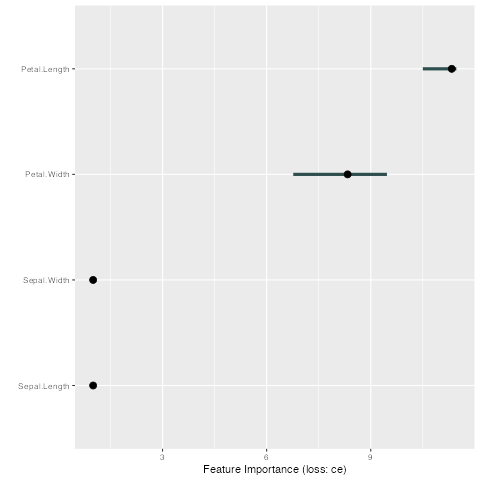 Petal.Length
Petal.Width
Sepal.Width
Sepal.Length
3 6 9
Feature Importance (loss: ce)